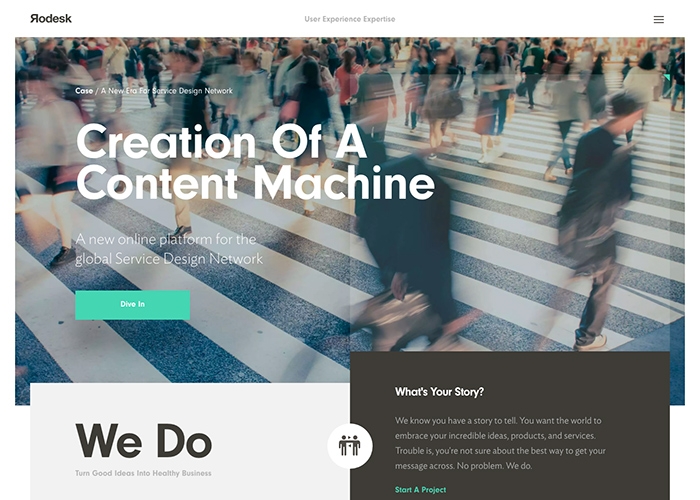 Яodesk
User Experience Expertise
Case / A New Era For Service Design Network
Creation Of A
Content Machine
A new online platform for the
global Service Design Network
Dive In
We Do
Turn Good Ideas Into Healthy Business
What's Your Story?
We know you have a story to tell. You want the world to
embrace your incredible ideas, products, and services.
Trouble is, you're not sure about the best way to get your
message across. No problem. We do.
Start A Project